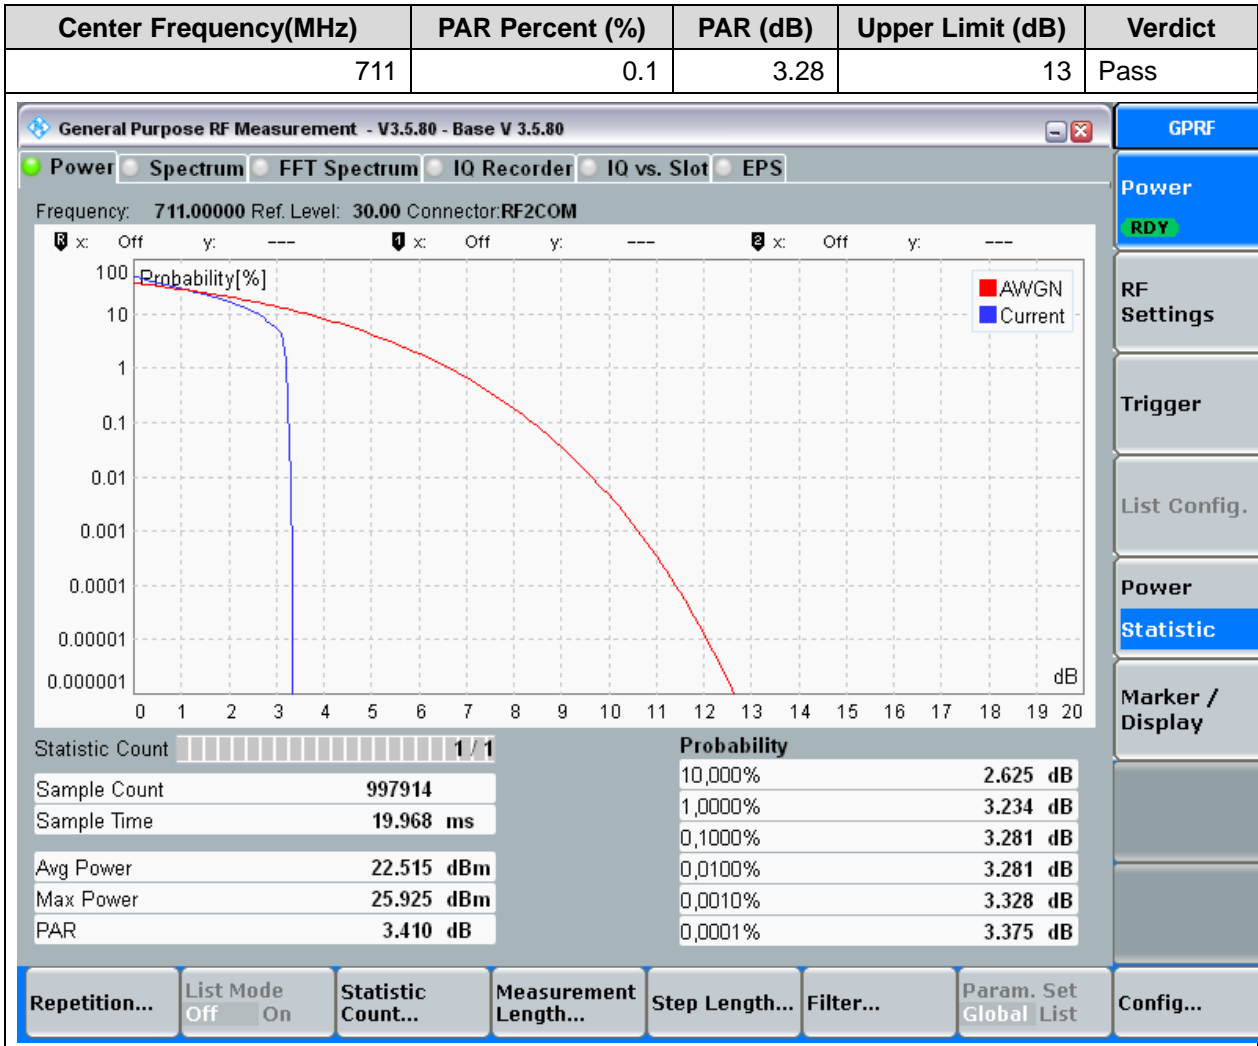 Center Frequency(MHz) PAR Percent (%) PAR (dB) Upper Limit (dB) Verdict
711 0.1 3.28 13 Pass
General Purpose RF Measurement - V3.5.80 - Base V 3.5.80
GPRF
Power Spectrum FFT Spectrum IQ Recorder IQ vs. Slot EPS
Frequency: 711.00000 Ref. Level: 30.00 Connector:RF2COM
R x: Off y: --- 1 x: Off y: --- 2 x: Off y: ---
Probability[%]
AWGN
Current
100
10
1
0.1
0.01
0.001
0.0001
0.00001
0.000001
dB
0 1 2 3 4 5 6 7 8 9 10 11 12 13 14 15 16 17 18 19 20
Statistic Count 1 / 1
Sample Count 997914
Sample Time 19.968 ms
Avg Power 22.515 dBm
Max Power 25.925 dBm
PAR 3.410 dB
Probability
10,000% 2.625 dB
1,0000% 3.234 dB
0,1000% 3.281 dB
0,0100% 3.281 dB
0,0010% 3.328 dB
0,0001% 3.375 dB
Power
RDY
RF
Settings
Trigger
List Config.
Power
Statistic
Marker /
Display
Repetition...
List Mode
Off On
Statistic
Count...
Measurement
Length...
Step Length...
Filter...
Param. Set
Global List
Config...